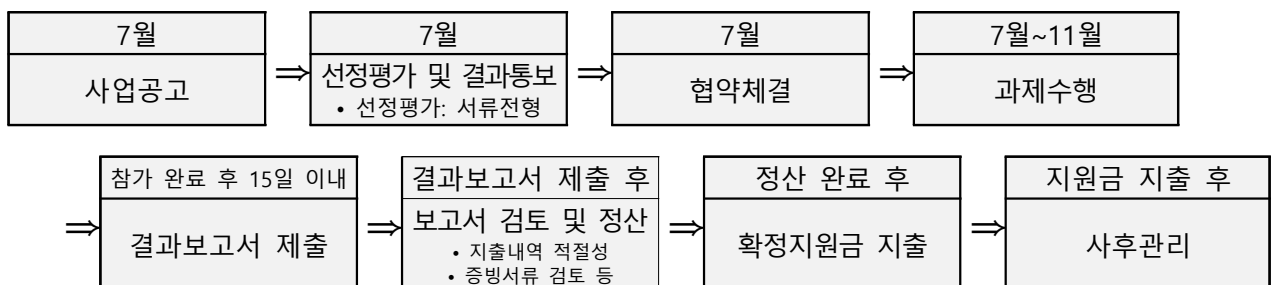 7월
사업공고
⇒
7월
선정평가 및 결과통보
• 선정평가: 서류전형
⇒
7월
협약체결
⇒
7월~11월
과제수행
⇒
참가 완료 후 15일 이내
결과보고서 제출
⇒
결과보고서 제출 후
보고서 검토 및 정산
• 지출내역 적절성
• 증빙서류 검토 등
⇒
정산 완료 후
확정지원금 지출
⇒
지원금 지출 후
사후관리